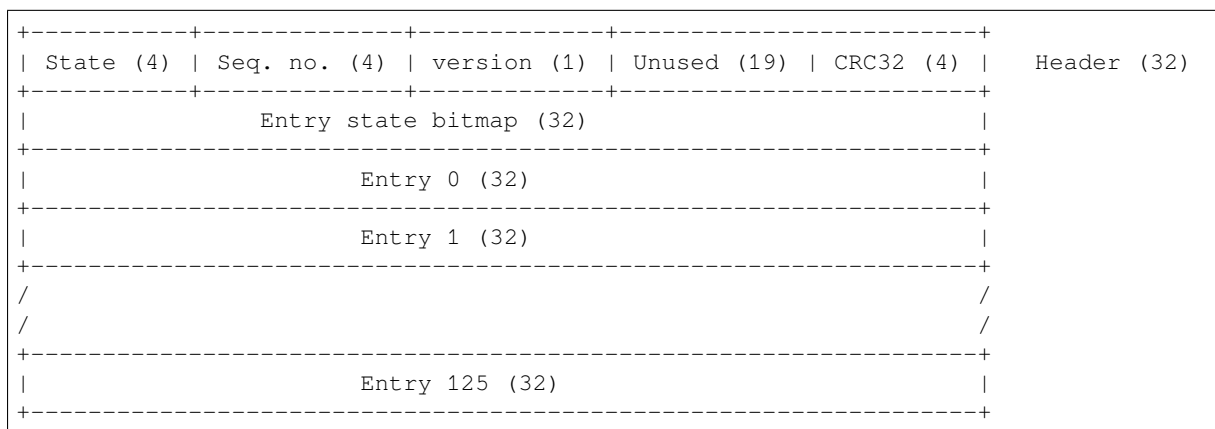 +-----------+--------------+-------------+-------------------------+
| State (4) | Seq. no. (4) | version (1) | Unused (19) | CRC32 (4) | Header (32)
+-----------+--------------+-------------+-------------------------+
| Entry state bitmap (32) |
+------------------------------------------------------------------+
| Entry 0 (32) |
+------------------------------------------------------------------+
| Entry 1 (32) |
+------------------------------------------------------------------+
/ /
/ /
+------------------------------------------------------------------+
| Entry 125 (32) |
+------------------------------------------------------------------+